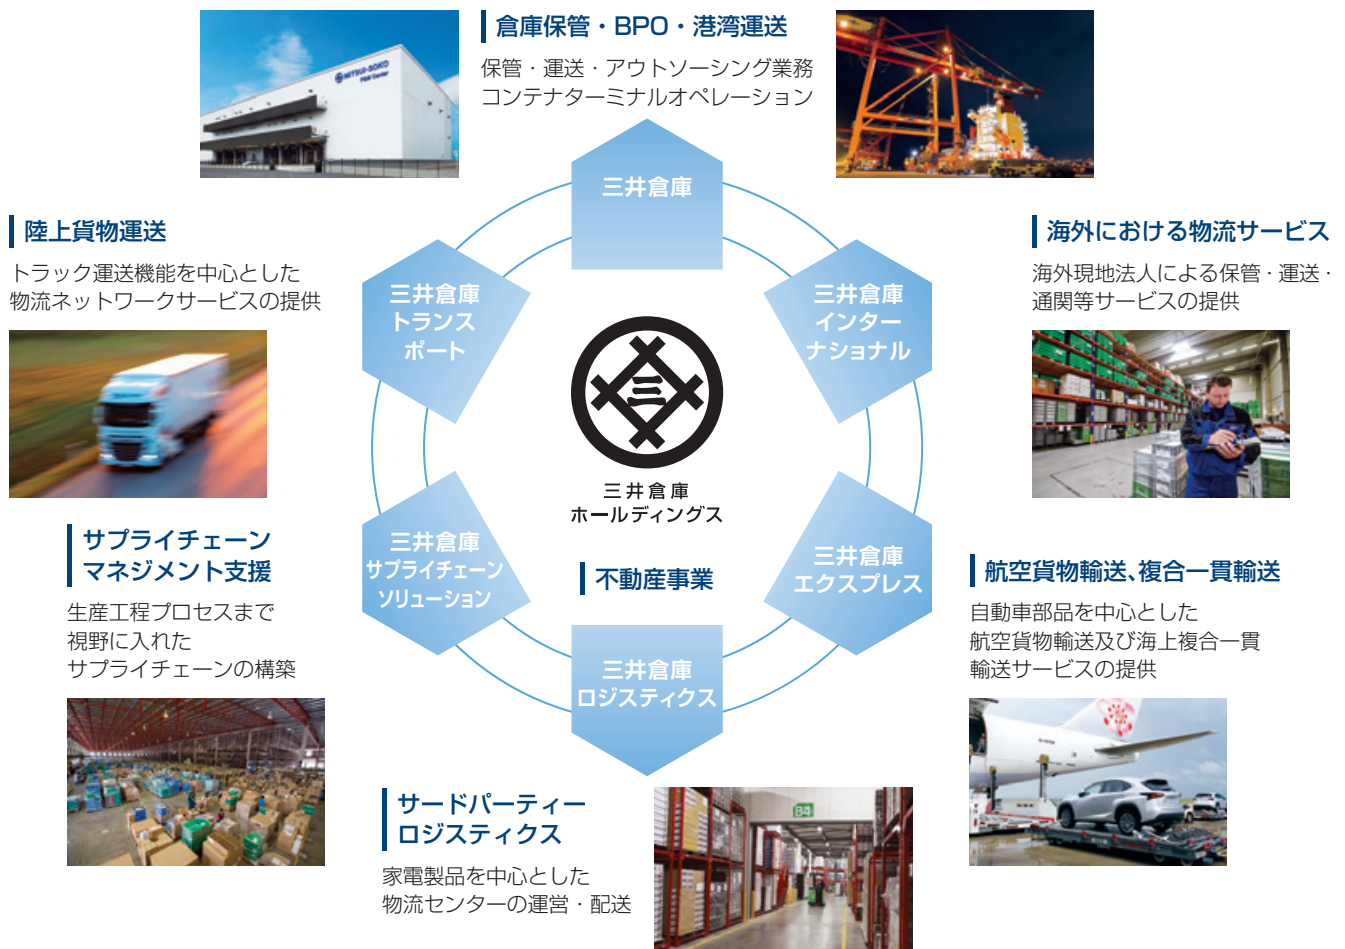 倉庫保管・BPO・港湾運送
保管・運送・アウトソーシング業務
コンテナターミナルオペレーション
MITSUI-SOKO
P&M Center
三井倉庫
陸上貨物運送
トラック運送機能を中心とした
物流ネットワークサービスの提供
三井倉庫
トランス
ポート
海外における物流サービス
海外現地法人による保管・運送・
通関等サービスの提供
三井倉庫
インター
ナショナル
三
三井倉庫
ホールディングス
不動産事業
サプライチェーン
マネジメント支援
生産工程プロセスまで
視野に入れた
サプライチェーンの構築
三井倉庫
サプライチェーン
ソリューション
三井倉庫
エクスプレス
航空貨物輸送、複合一貫輸送
自動車部品を中心とした
航空貨物輸送及び海上複合一貫
輸送サービスの提供
三井倉庫
ロジスティクス
サードパーティー
ロジスティクス
家電製品を中心とした
物流センターの運営・配送
B4